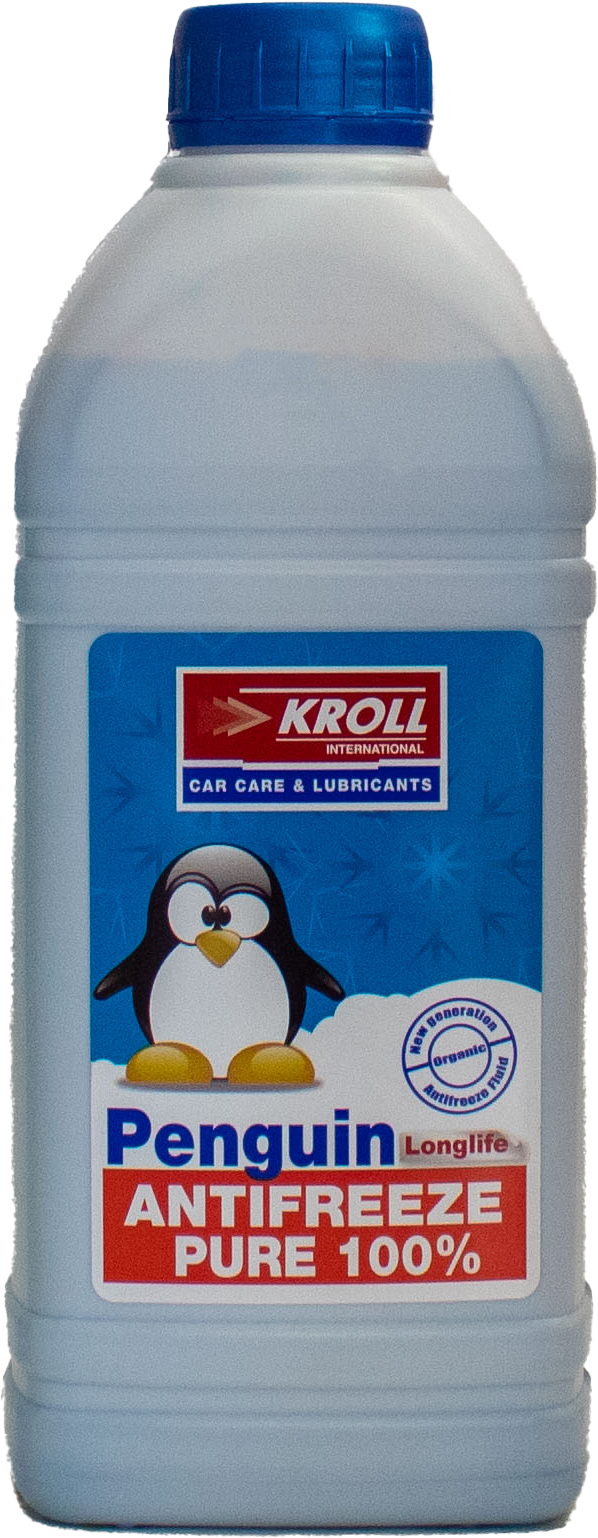 KROLL
INTERNATIONAL
CAR CARE & LUBRICANTS
New generation
Organic
Antifreeze Fluid
Penguin Longlife
ANTIFREEZE
PURE 100%